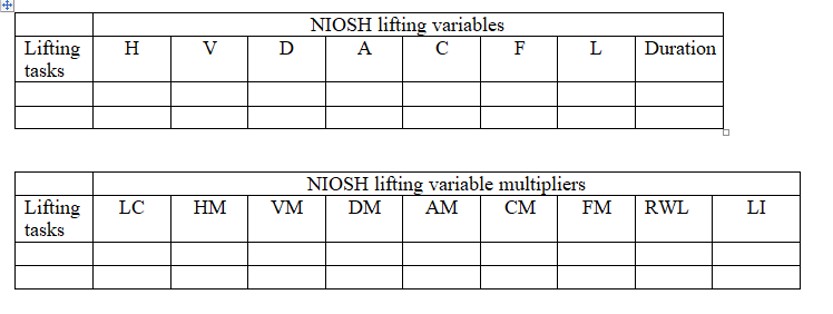 NIOSH lifting variables
Lifting tasks H V D A C F L Duration
NIOSH lifting variable multipliers
Lifting tasks LC HM VM DM AM CM FM RWL LI